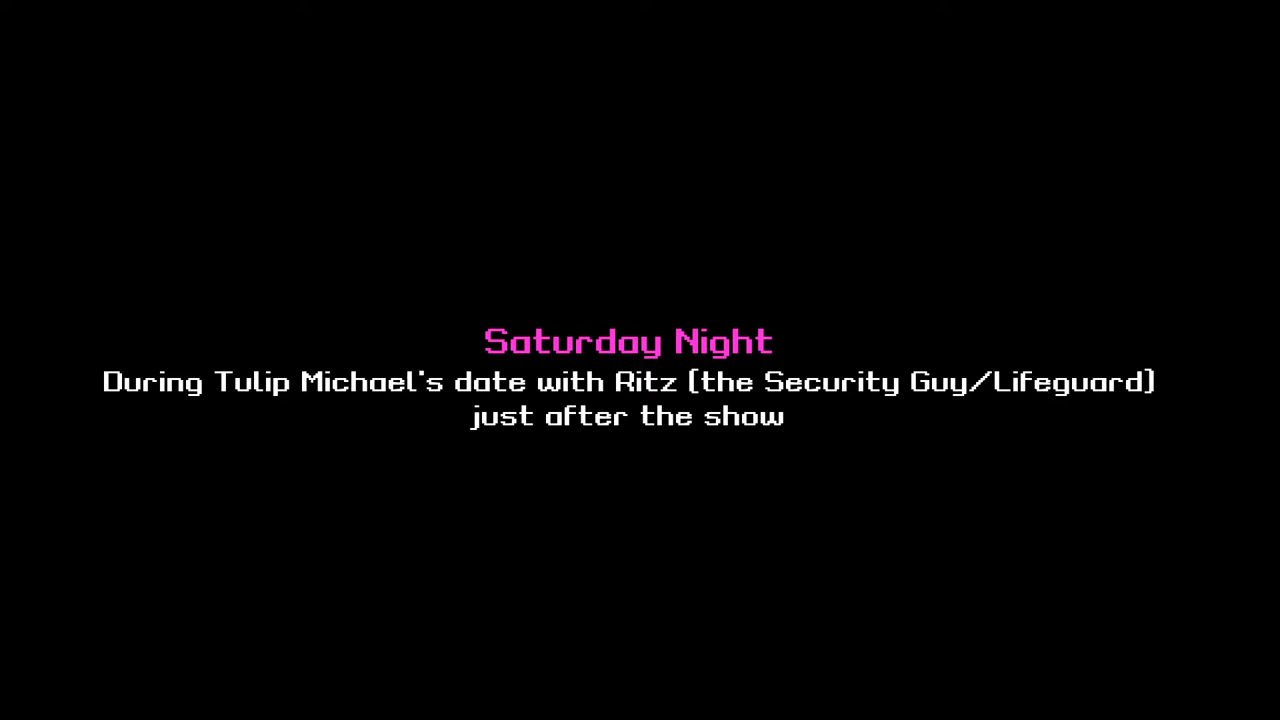 Saturday Night
During Tulip Michael's date with Ritz (the Security Guy/Lifeguard)
just after the show